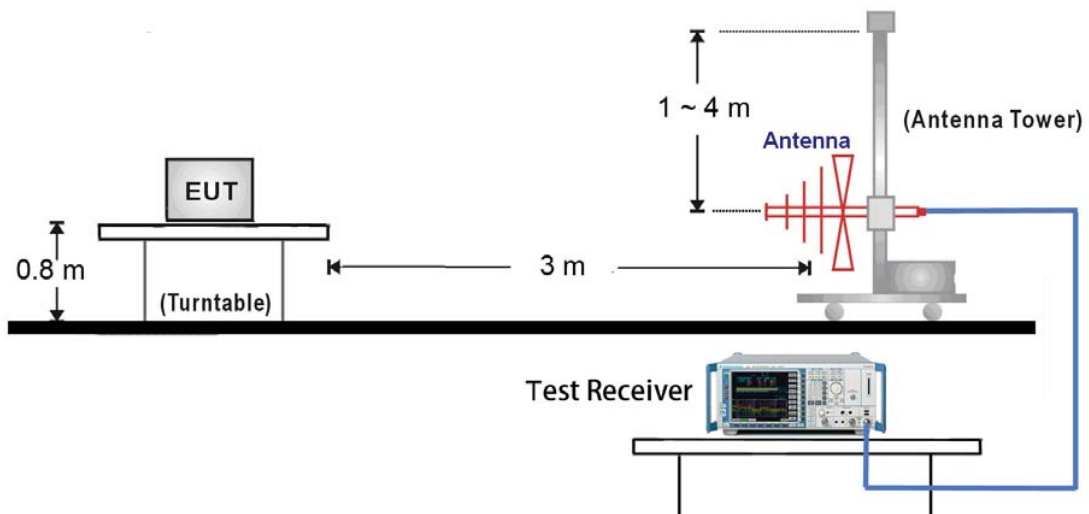 1 ~ 4 m
(Antenna Tower)
Antenna
EUT
0.8 m
3 m
(Turntable)
Test Receiver